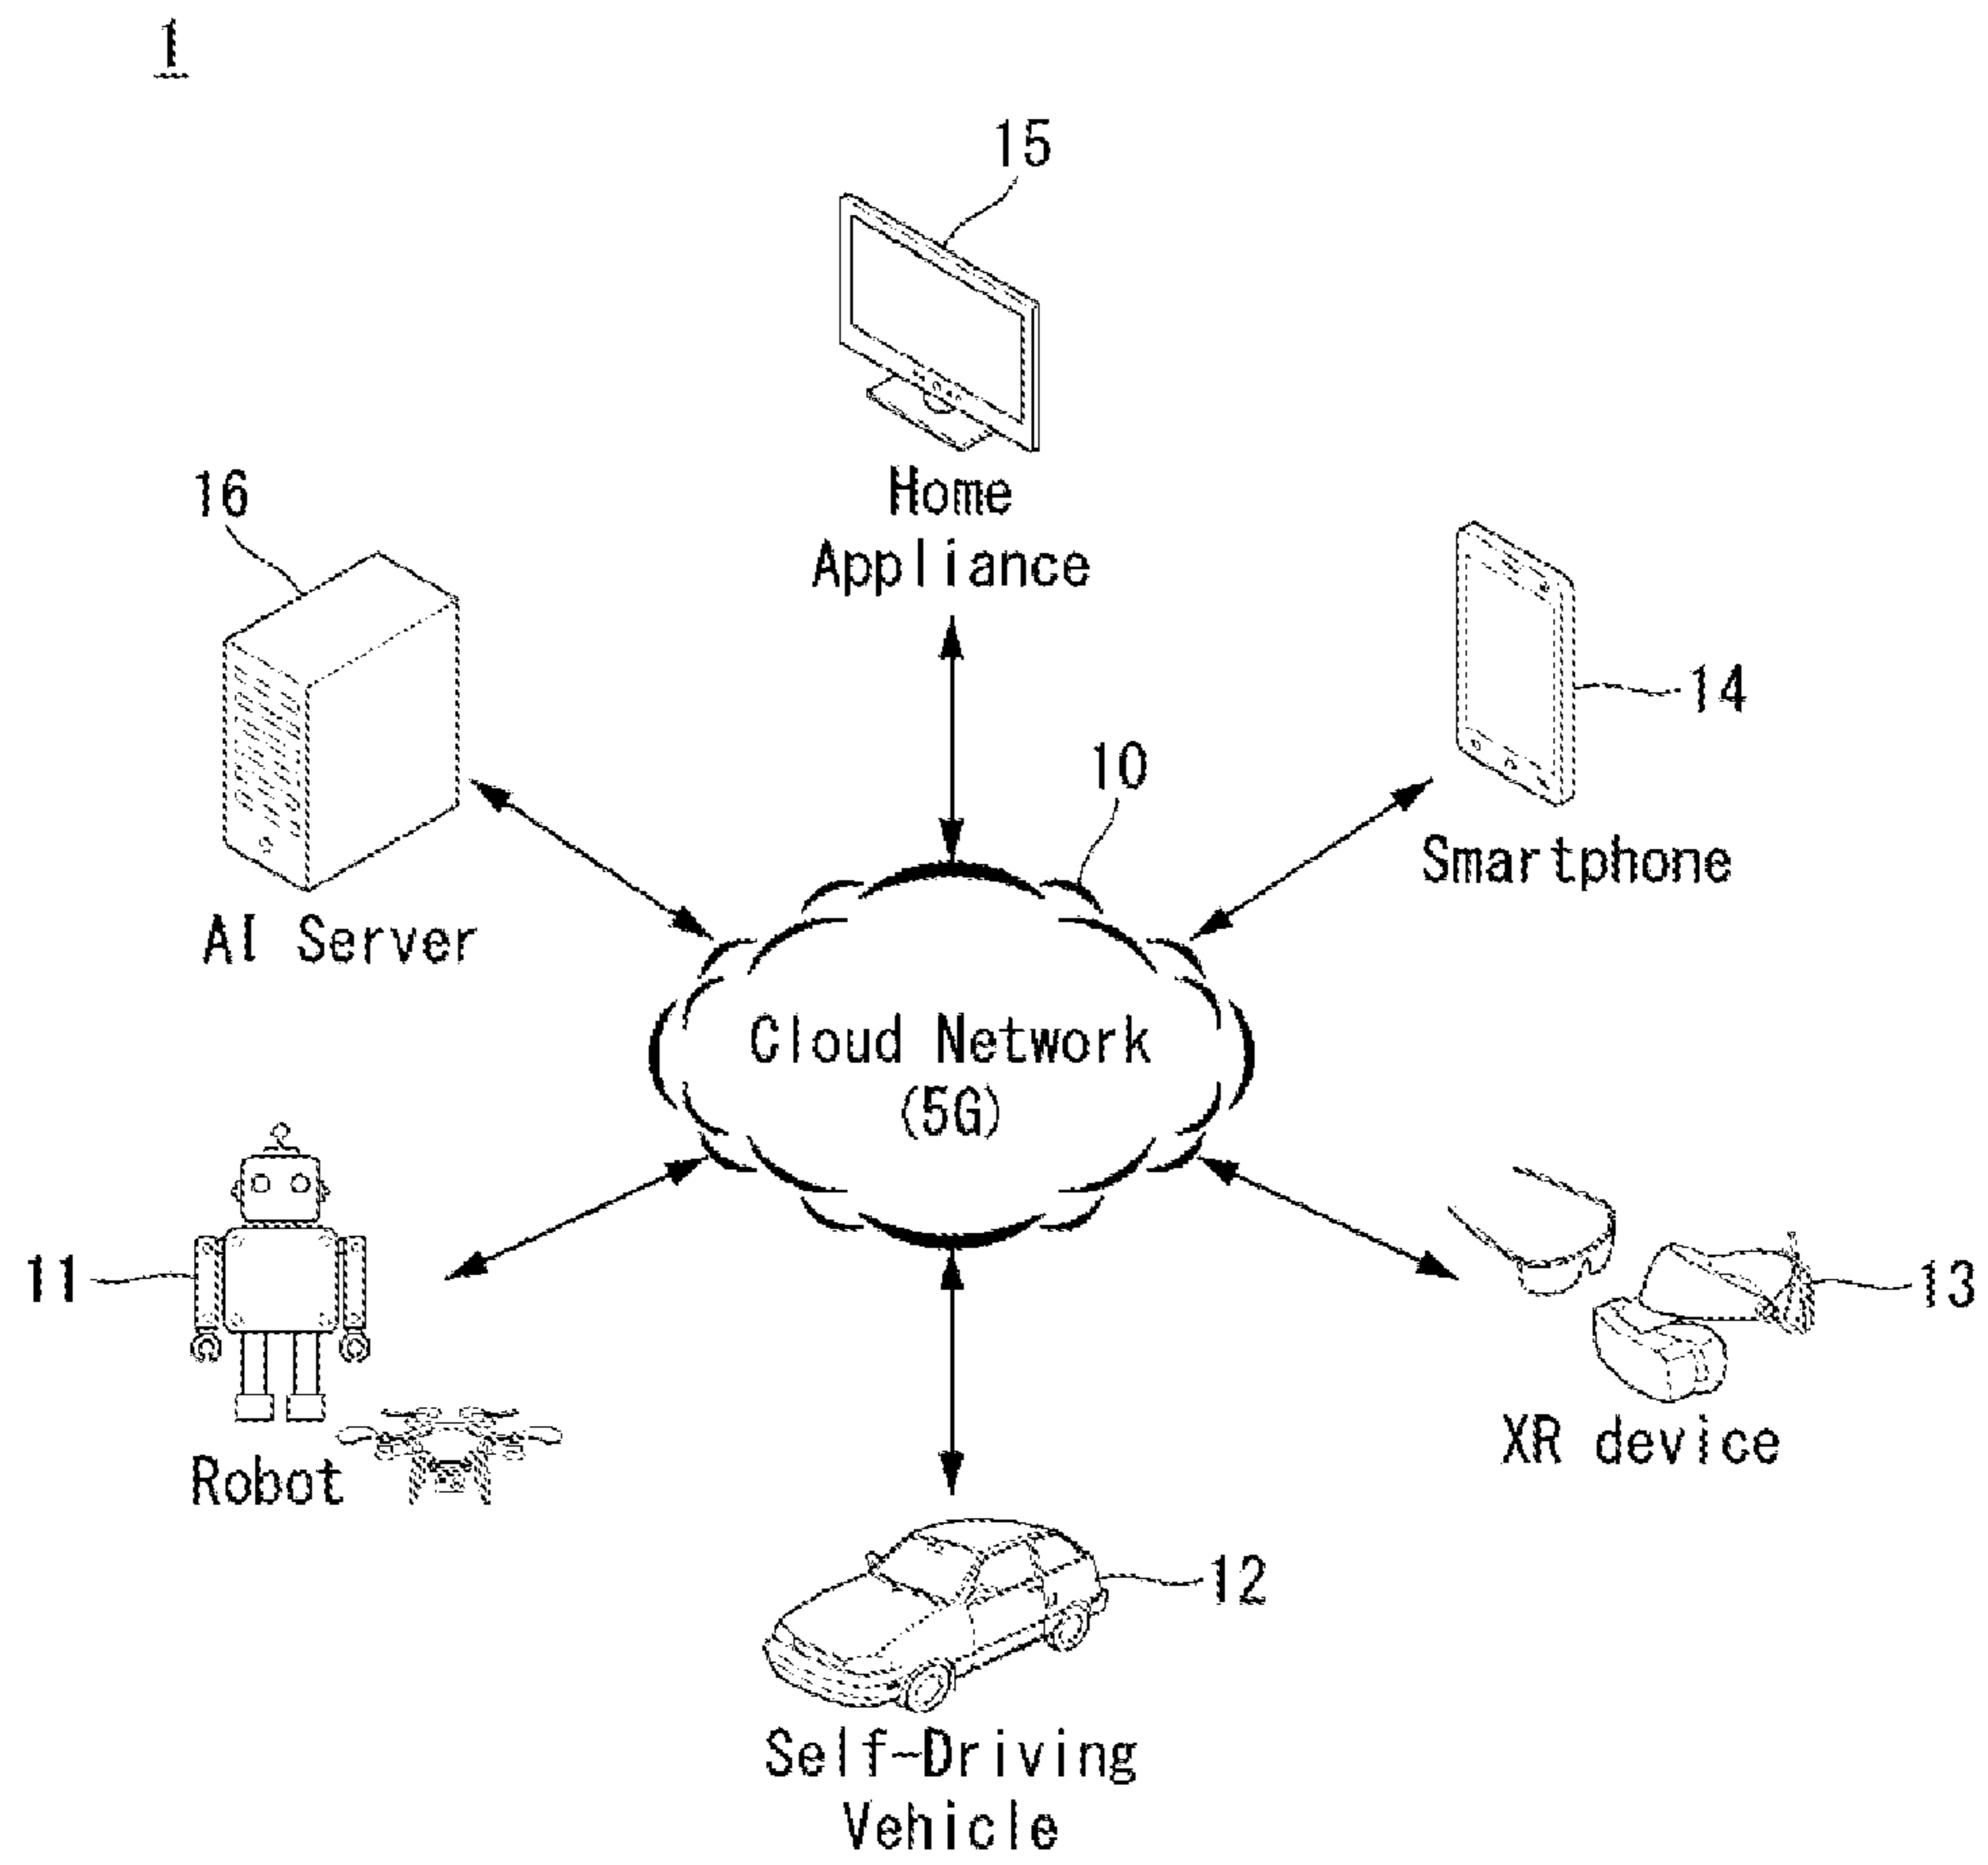 1
15
Home
Appliance
16
AI Server
14
Smartphone
10
Cloud Network
(5G)
11
Robot
13
XR device
12
Self-Driving
Vehicle